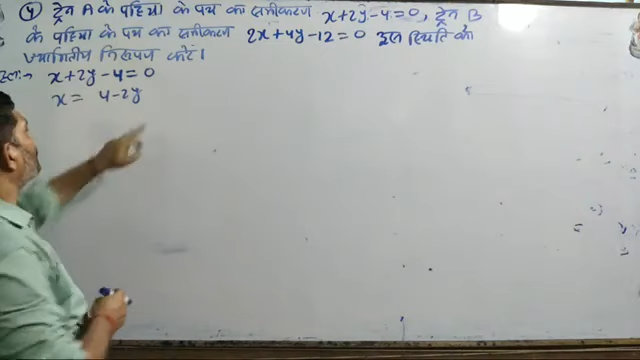 ④ ट्रेन A के पहिया के पथ का समीकरण x+2y-4=0, ट्रेन B
के पहिया के पथ का समीकरण 2x+4y-12=0 इस स्थिति को
ज्यामितीय निरूपण करें।
हलः→ x+2y-4=0
x= 4-2y